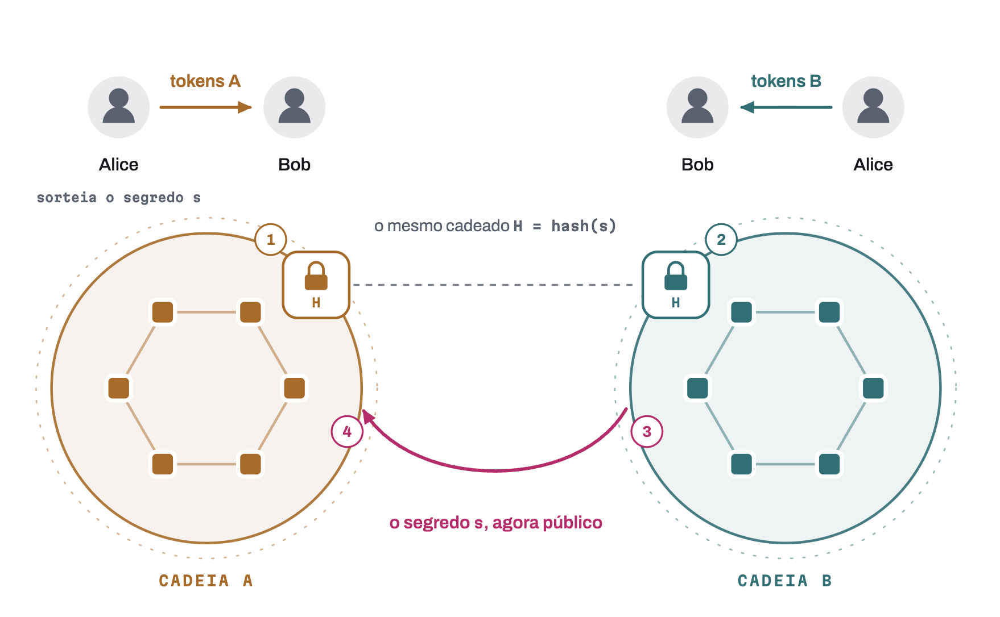 tokens A
tokens B
Alice
Bob
Bob
Alice
sorteia o segredo s
o mesmo cadeado H = hash(s)
1
2
H
H
4
3
o segredo s, agora público
CADEIA A
CADEIA B